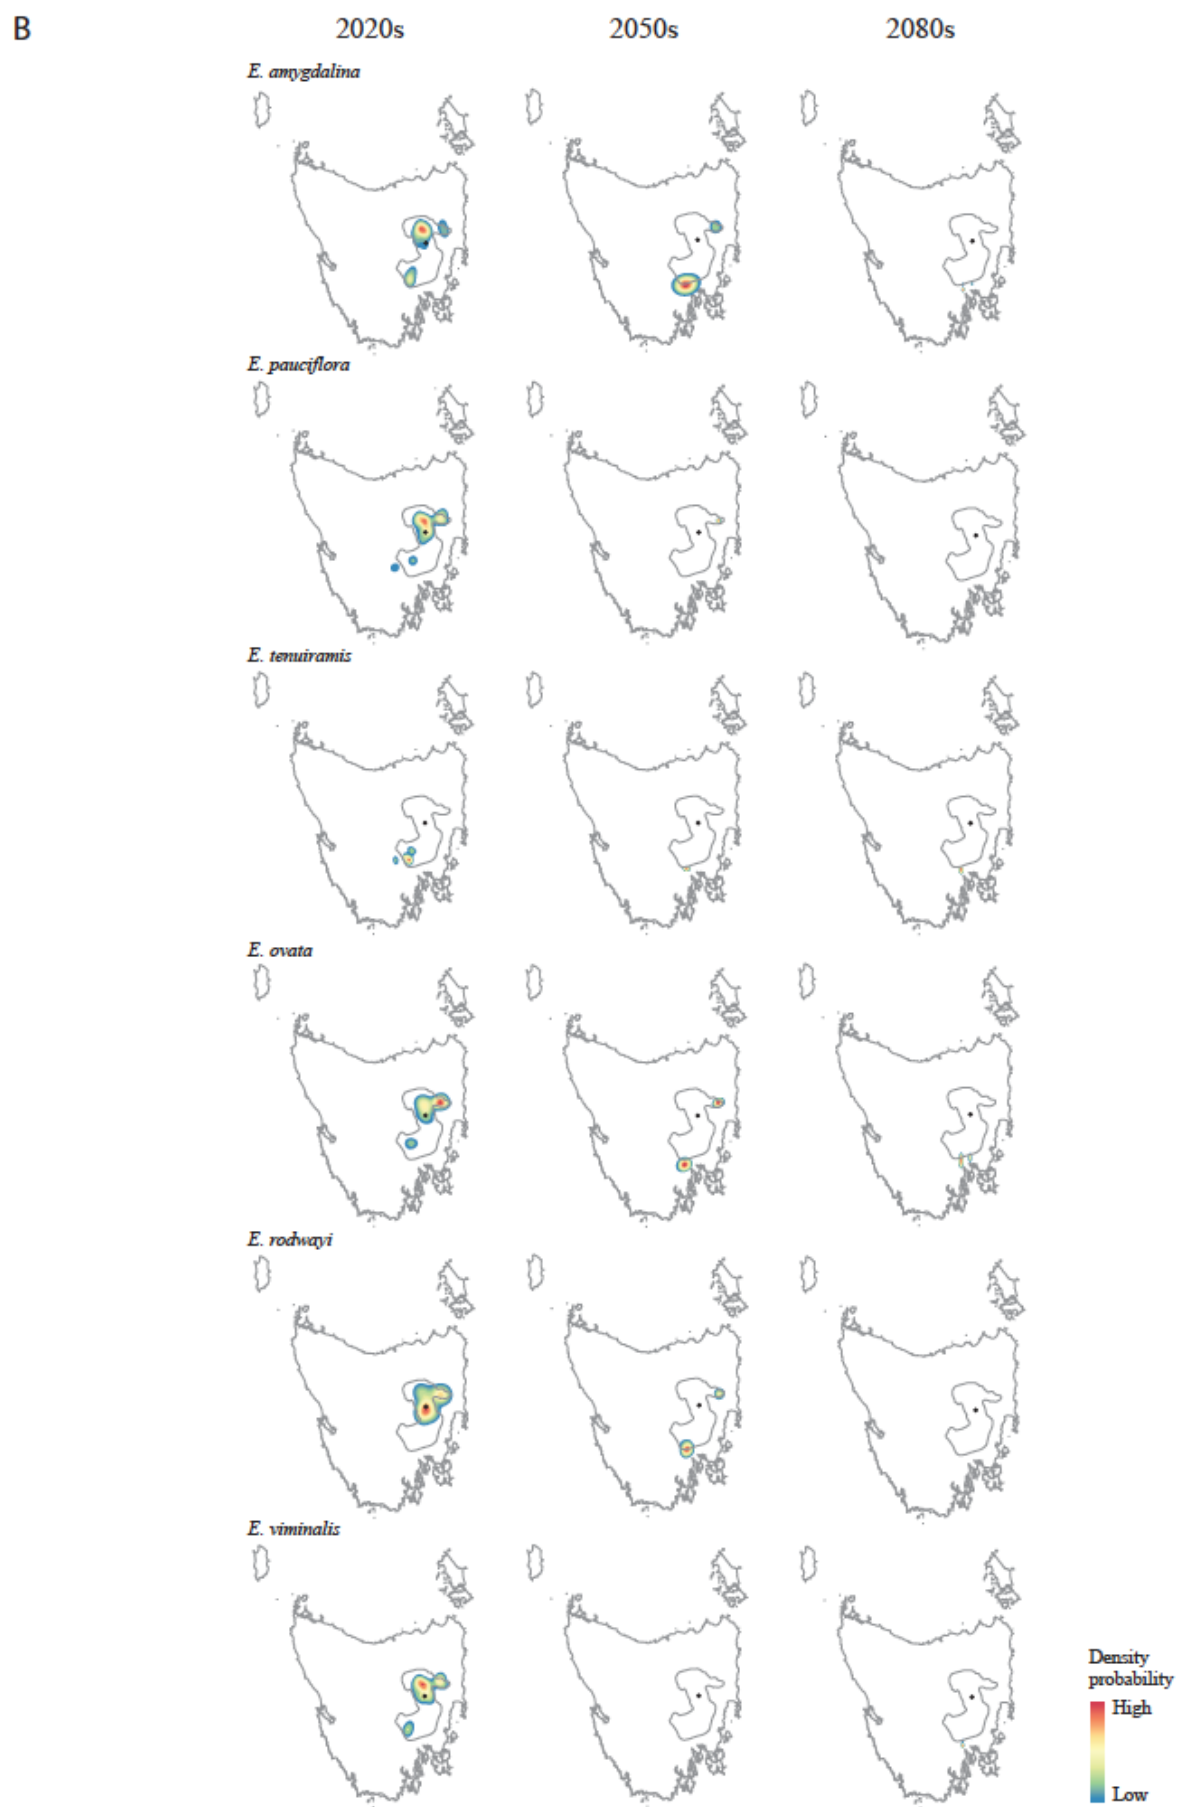 B
2020s 2050s 2080s
E. amygdalina
E. pauciflora
E. tenuiramis
E. ovata
E. rodwayi
E. viminalis
Density
probability
High
Low